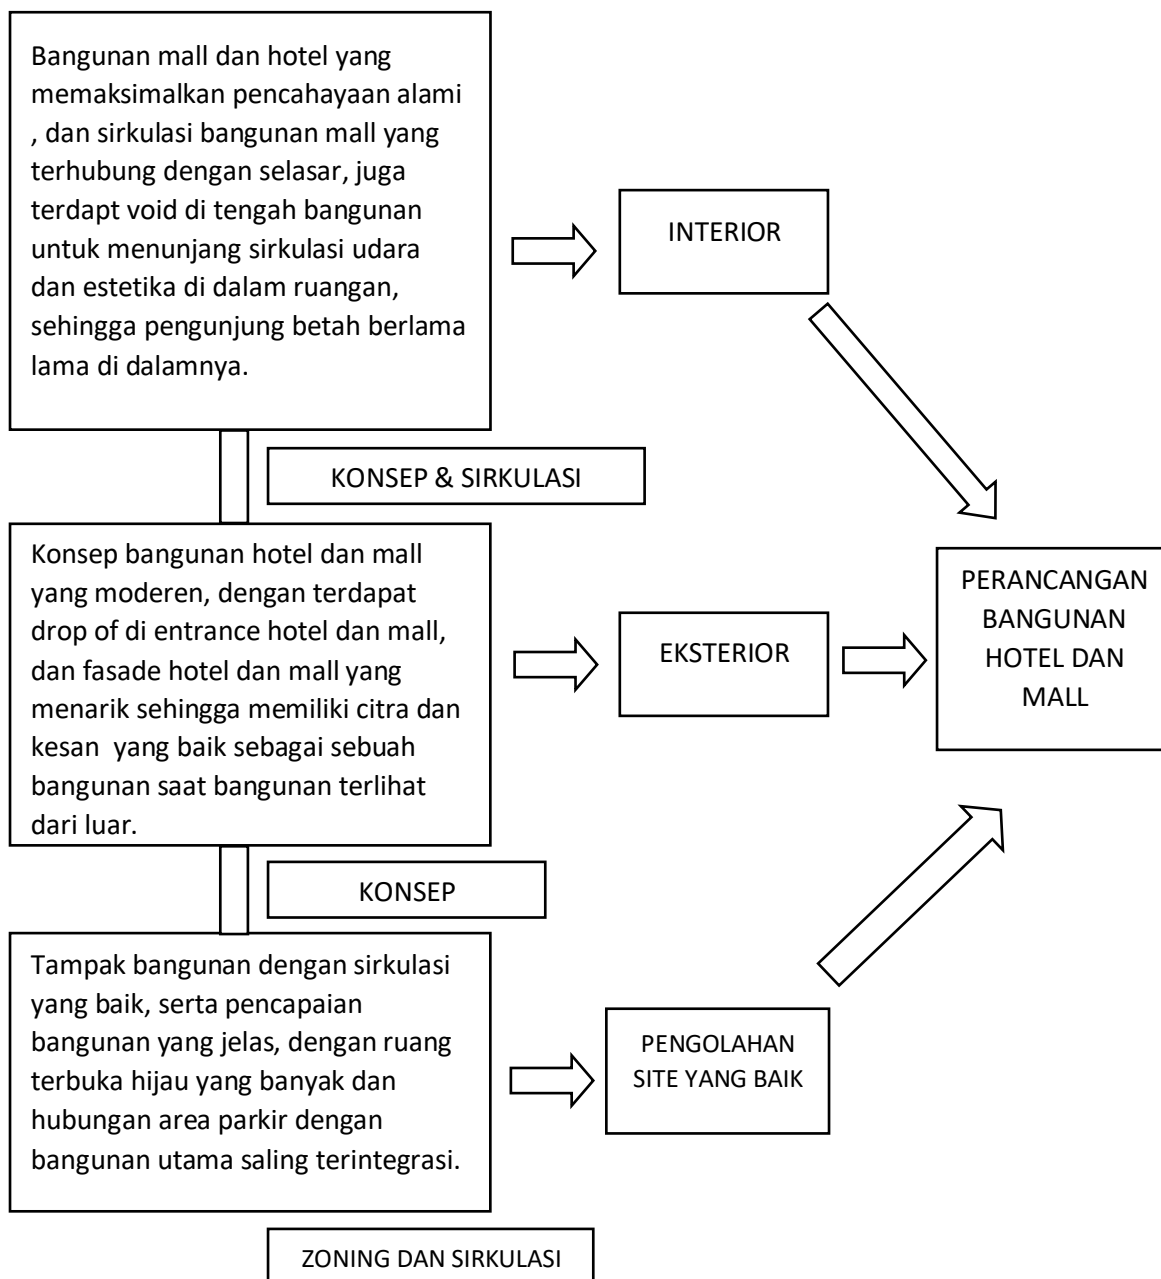 Bangunan mall dan hotel yang
memaksimalkan pencahayaan alami
, dan sirkulasi bangunan mall yang
terhubung dengan selasar, juga
terdapt void di tengah bangunan
untuk menunjang sirkulasi udara
dan estetika di dalam ruangan,
sehingga pengunjung betah berlama
lama di dalamnya.
INTERIOR
KONSEP & SIRKULASI
Konsep bangunan hotel dan mall
yang moderen, dengan terdapat
drop of di entrance hotel dan mall,
dan fasade hotel dan mall yang
menarik sehingga memiliki citra dan
kesan  yang baik sebagai sebuah
bangunan saat bangunan terlihat
dari luar.
EKSTERIOR
PERANCANGAN
BANGUNAN
HOTEL DAN
MALL
KONSEP
Tampak bangunan dengan sirkulasi
yang baik, serta pencapaian
bangunan yang jelas, dengan ruang
terbuka hijau yang banyak dan
hubungan area parkir dengan
bangunan utama saling terintegrasi.
PENGOLAHAN
SITE YANG BAIK
ZONING DAN SIRKULASI